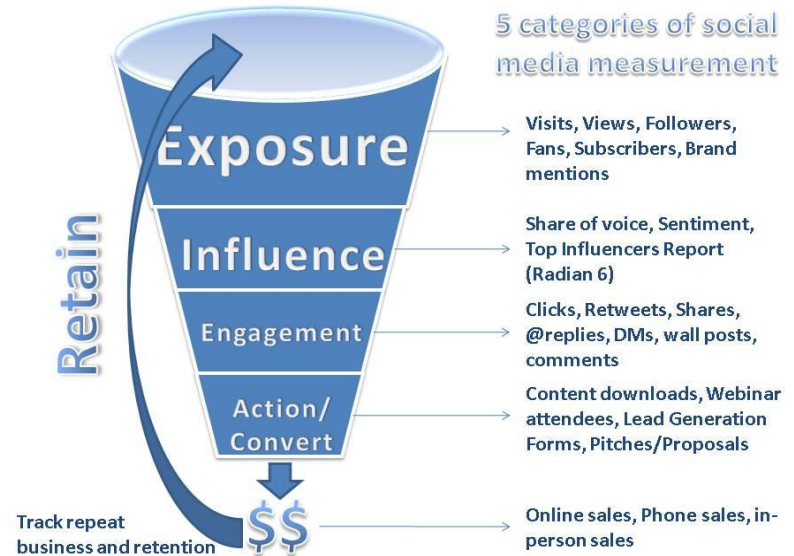 5 categories of social
media measurement
Exposure
Visits, Views, Followers,
Fans, Subscribers, Brand
mentions
Influence
Share of voice, Sentiment,
Top Influencers Report
(Radian 6)
Engagement
Clicks, Retweets, Shares,
@replies, DMs, wall posts,
comments
Action/
Convert
Content downloads, Webinar
attendees, Lead Generation
Forms, Pitches/Proposals
$$
Online sales, Phone sales, in-
person sales
Retain
Track repeat
business and retention